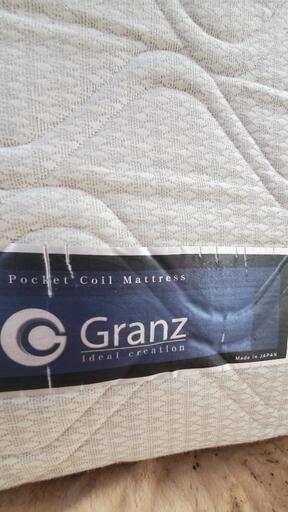 Pocket Coil Mattress
Granz
ideal creation
Made in JAPAN